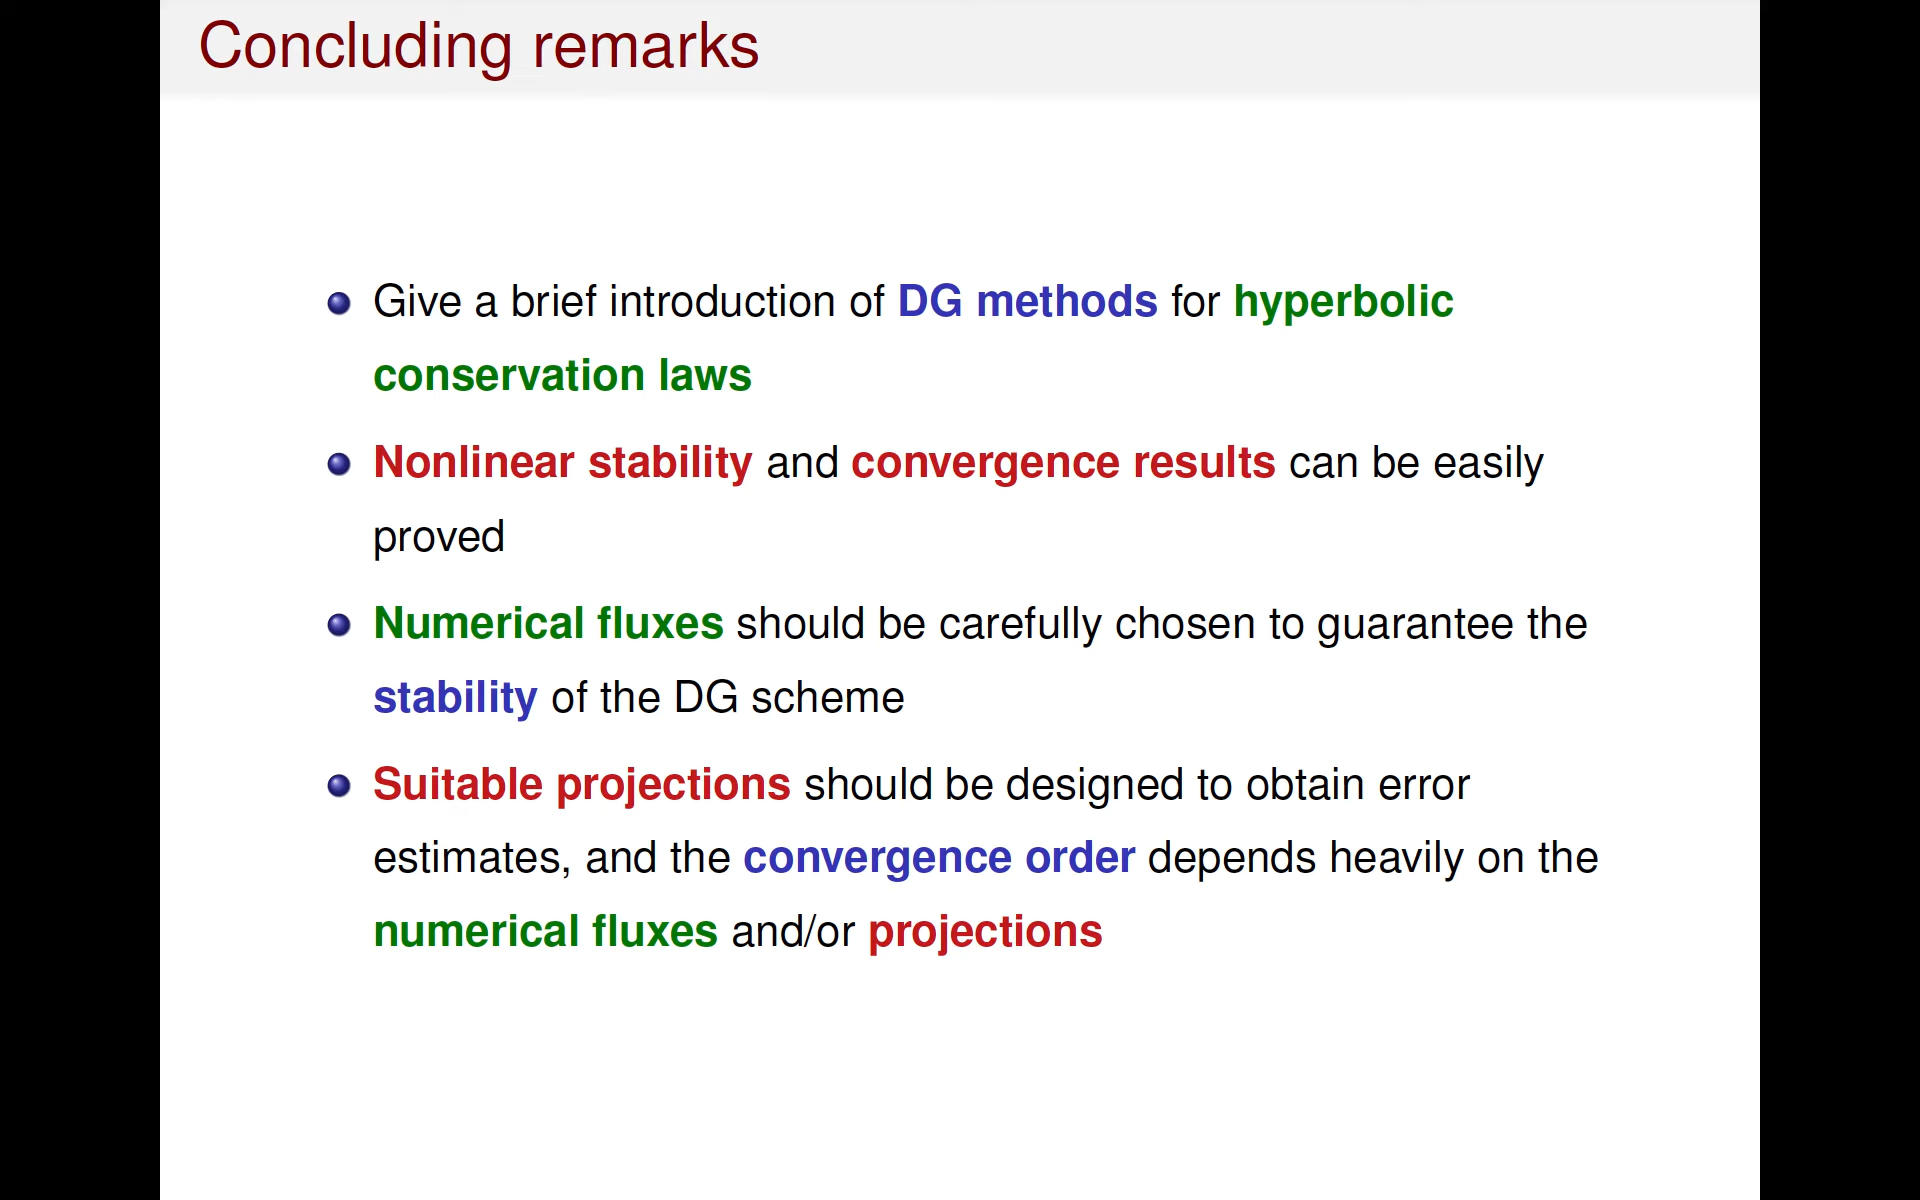 Concluding remarks
Give a brief introduction of DG methods for hyperbolic
conservation laws
Nonlinear stability and convergence results can be easily
proved
Numerical fluxes should be carefully chosen to guarantee the
stability of the DG scheme
Suitable projections should be designed to obtain error
estimates, and the convergence order depends heavily on the
numerical fluxes and/or projections